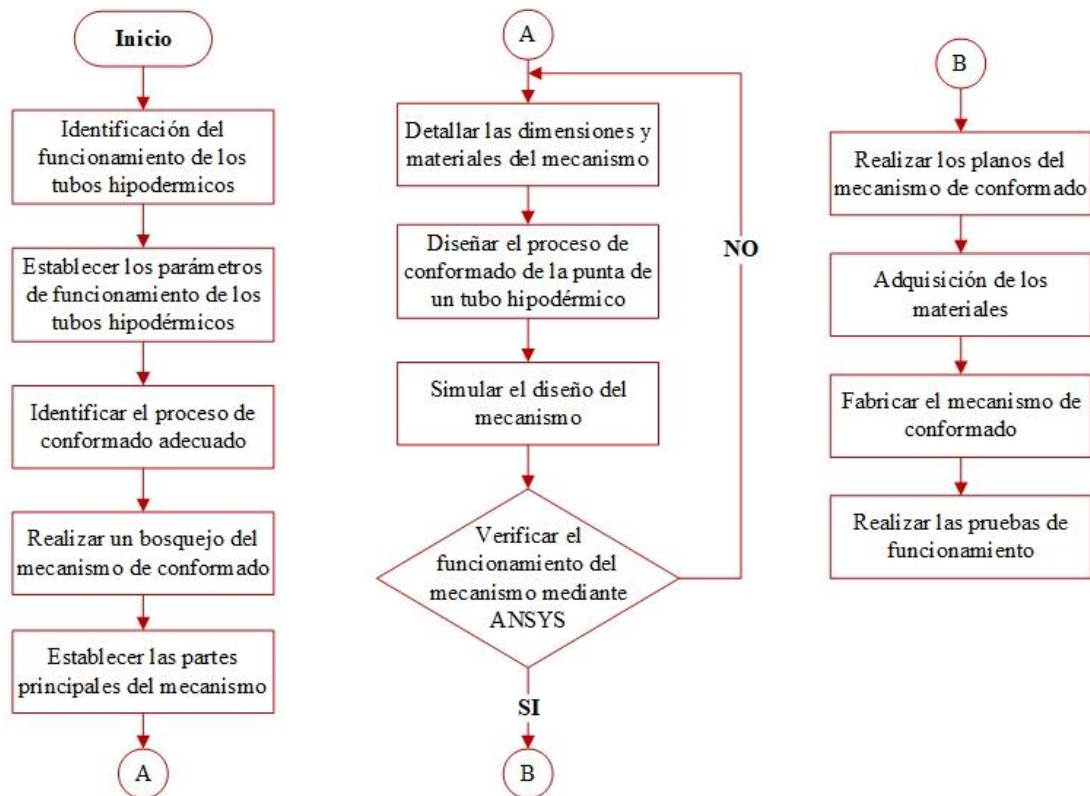 Inicio
Identificación del
funcionamiento de los
tubos hipodermicos
Establecer los parámetros
de funcionamiento de los
tubos hipodérmicos
Identificar el proceso de
conformado adecuado
Realizar un bosquejo del
mecanismo de conformado
Establecer las partes
principales del mecanismo
A
A
Detallar las dimensiones y
materiales del mecanismo
Diseñar el proceso de
conformado de la punta de
un tubo hipodérmico
Simular el diseño del
mecanismo
Verificar el
funcionamiento del
mecanismo mediante
ANSYS
NO
SI
B
B
Realizar los planos del
mecanismo de conformado
Adquisición de los
materiales
Fabricar el mecanismo de
conformado
Realizar las pruebas de
funcionamiento